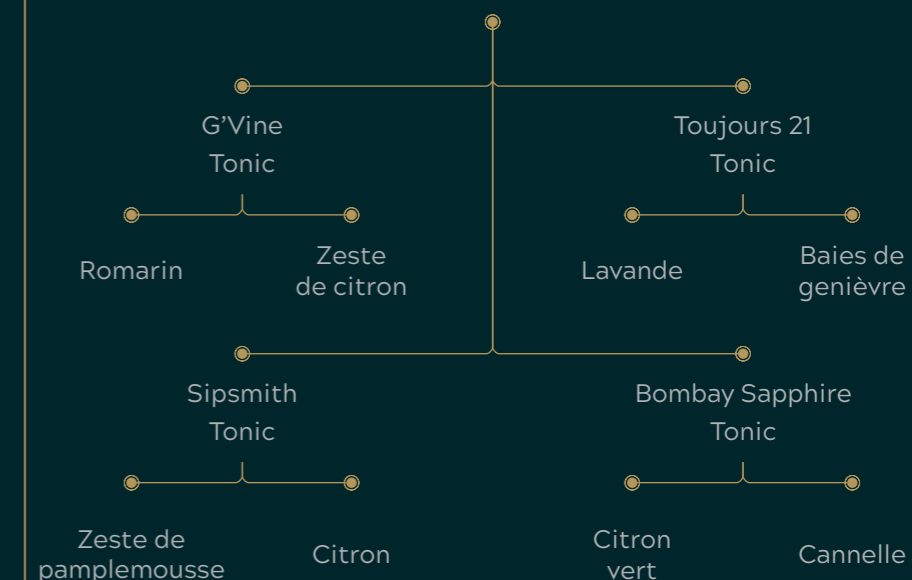 G'Vine
Tonic
Romarin
Zeste
de citron
Toujours 21
Tonic
Lavande
Baies de
genièvre
Sipsmith
Tonic
Zeste de
pamplemousse
Citron
Bombay Sapphire
Tonic
Citron
vert
Cannelle